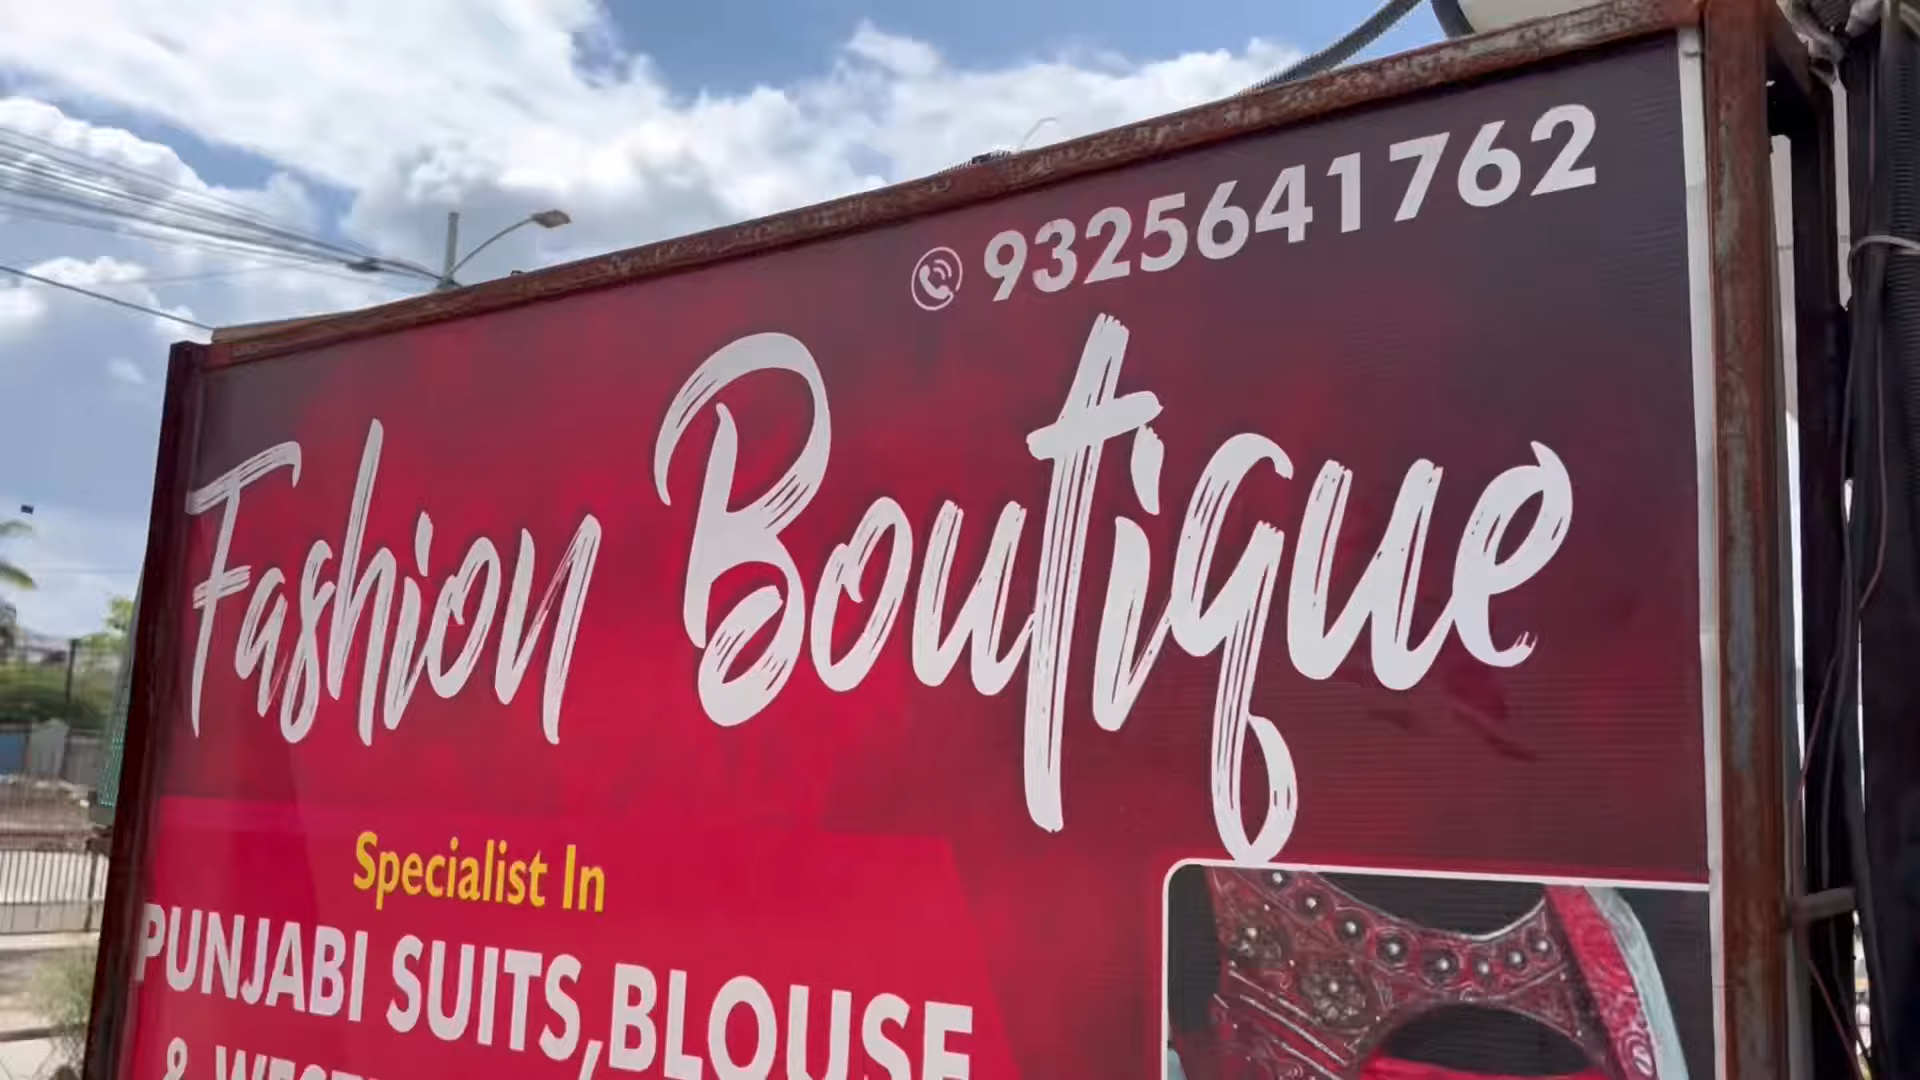 9325641762
Fashion Boutique
Specialist In
PUNJABI SUITS,BLOUSE
&